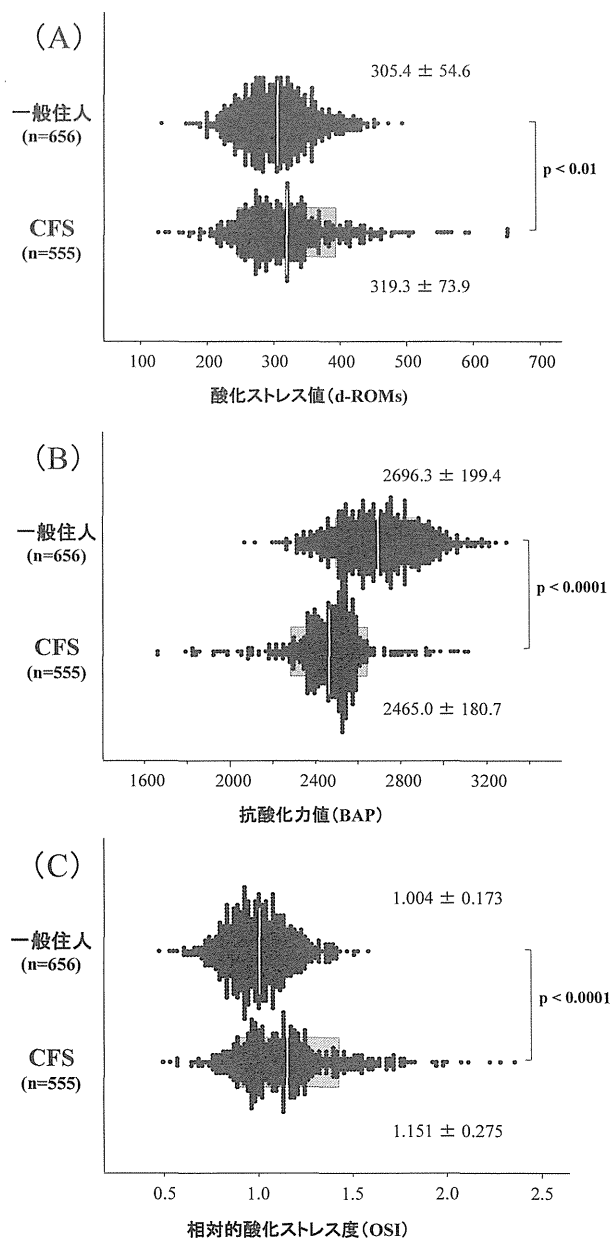 (A)
305.4 ± 54.6
一般住人
(n=656)
p < 0.01
CFS
(n=555)
319.3 ± 73.9
100 200 300 400 500 600 700
酸化ストレス値(d-ROMs)
(B)
2696.3 ± 199.4
一般住人
(n=656)
p < 0.0001
CFS
(n=555)
2465.0 ± 180.7
1600 2000 2400 2800 3200
抗酸化力値(BAP)
(C)
1.004 ± 0.173
一般住人
(n=656)
p < 0.0001
CFS
(n=555)
1.151 ± 0.275
0.5 1.0 1.5 2.0 2.5
相対的酸化ストレス度(OSI)